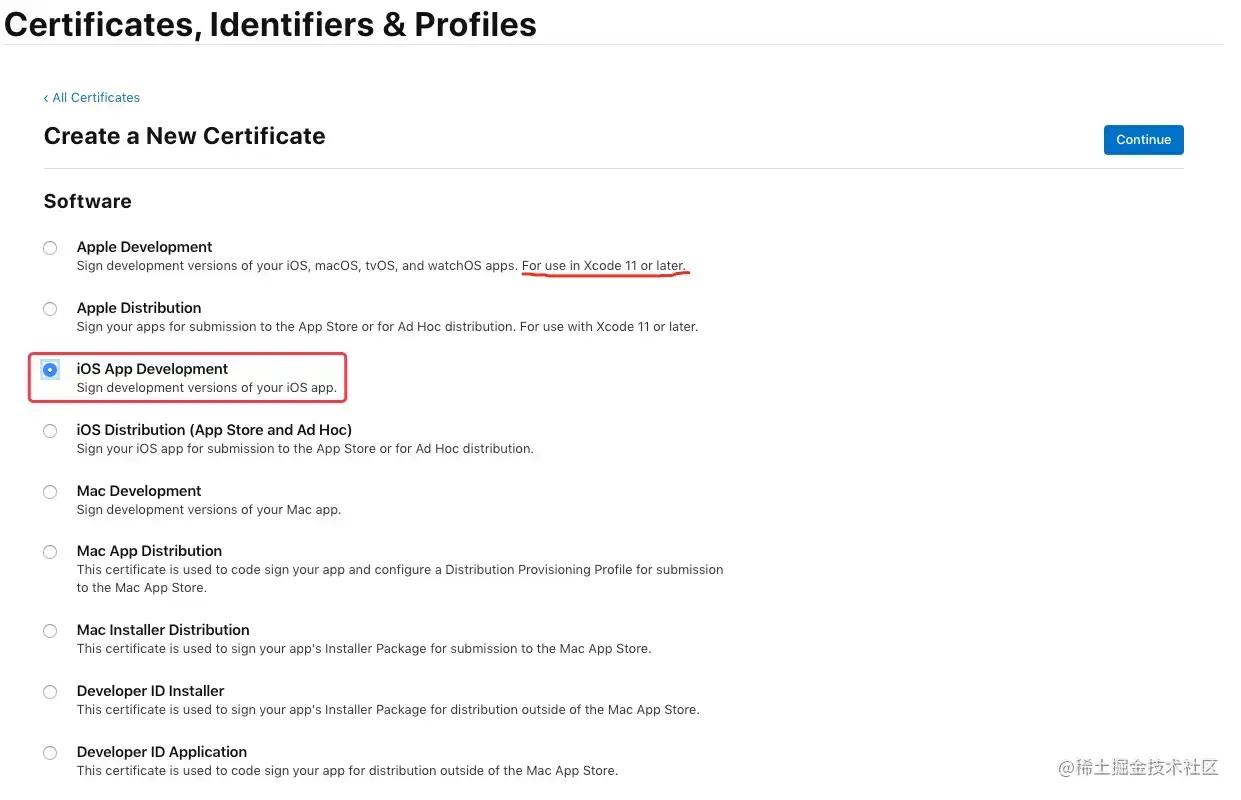 Certificates, Identifiers & Profiles
‹ All Certificates
Create a New Certificate
Continue
Software
Apple Development
Sign development versions of your iOS, macOS, tvOS, and watchOS apps. For use in Xcode 11 or later.
Apple Distribution
Sign your apps for submission to the App Store or for Ad Hoc distribution. For use with Xcode 11 or later.
iOS App Development
Sign development versions of your iOS app.
iOS Distribution (App Store and Ad Hoc)
Sign your iOS app for submission to the App Store or for Ad Hoc distribution.
Mac Development
Sign development versions of your Mac app.
Mac App Distribution
This certificate is used to code sign your app and configure a Distribution Provisioning Profile for submission
to the Mac App Store.
Mac Installer Distribution
This certificate is used to sign your app's Installer Package for submission to the Mac App Store.
Developer ID Installer
This certificate is used to sign your app's Installer Package for distribution outside of the Mac App Store.
Developer ID Application
This certificate is used to code sign your app for distribution outside of the Mac App Store.
@稀土掘金技术社区